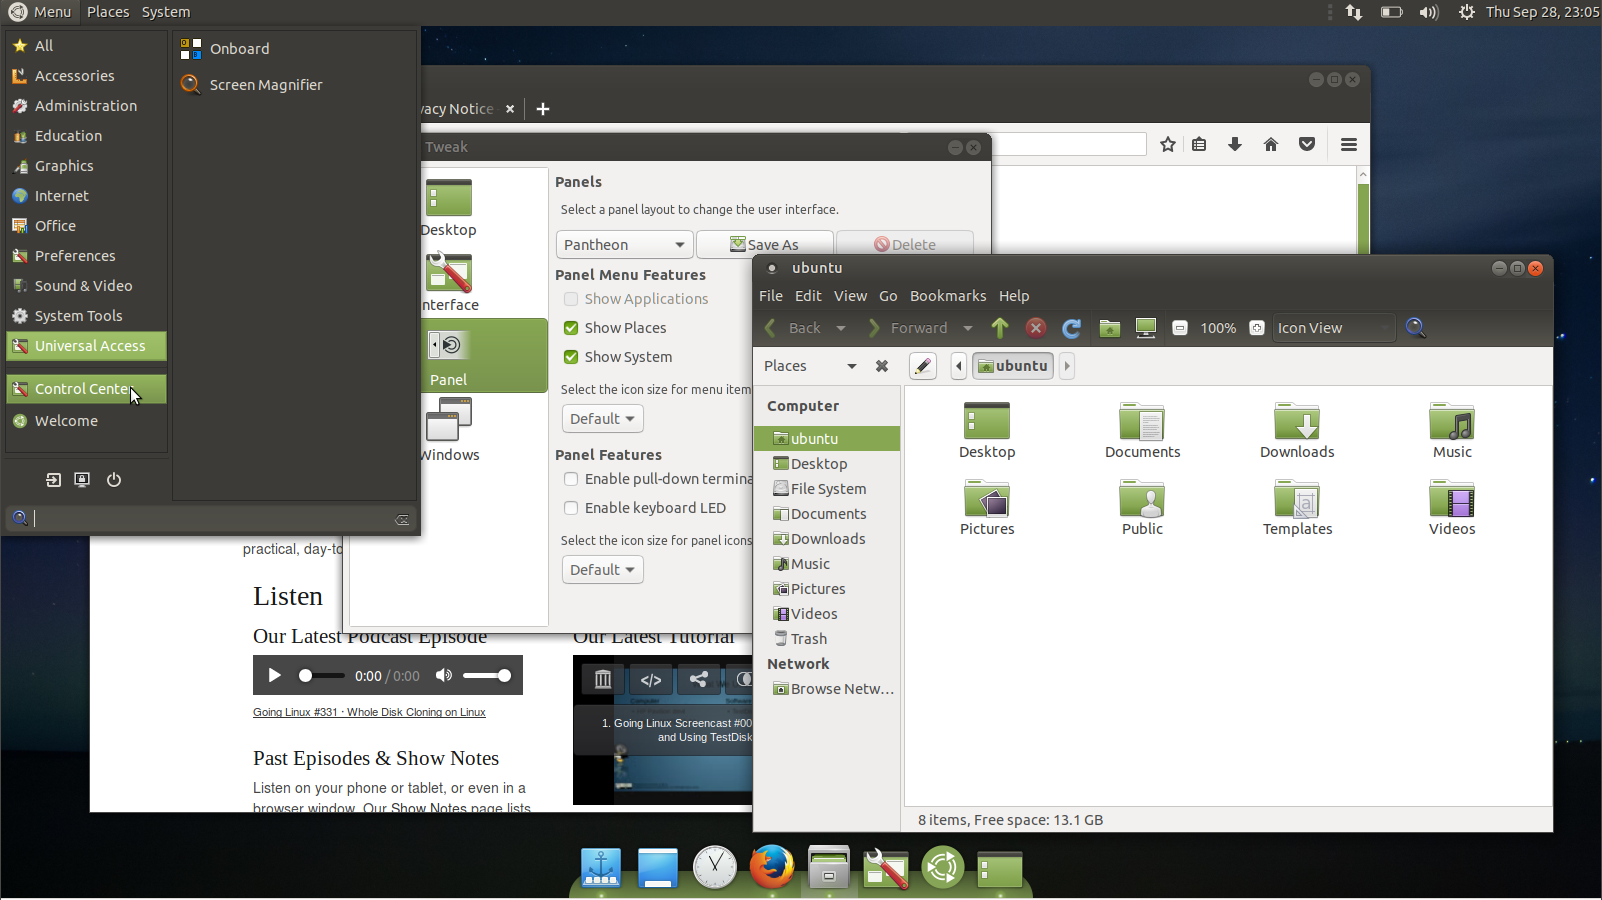 Menu Places System
Thu Sep 28, 23:05
All
Accessories
Administration
Education
Graphics
Internet
Office
Preferences
Sound & Video
System Tools
Universal Access
Control Center
Welcome
Onboard
Screen Magnifier
vacy Notice
Tweak
Desktop
nterface
Panel
Windows
Panels
Select a panel layout to change the user interface.
Pantheon
Save As
Delete
Panel Menu Features
Show Applications
Show Places
Show System
Select the icon size for menu item
Default
Panel Features
Enable pull-down termina
Enable keyboard LED
Select the icon size for panel icons
Default
practical, day-to
Listen
Our Latest Podcast Episode
0:00 / 0:00
Going Linux #331 · Whole Disk Cloning on Linux
Past Episodes & Show Notes
Listen on your phone or tablet, or even in a
browser window. Our Show Notes page lists
Our Latest Tutorial
1. Going Linux Screencast #00
and Using TestDisk
ubuntu
File Edit View Go Bookmarks Help
Back Forward 100% Icon View
Places
ubuntu
Computer
ubuntu
Desktop
File System
Documents
Downloads
Music
Pictures
Videos
Trash
Network
Browse Netw...
Desktop Documents Downloads Music
Pictures Public Templates Videos
8 items, Free space: 13.1 GB